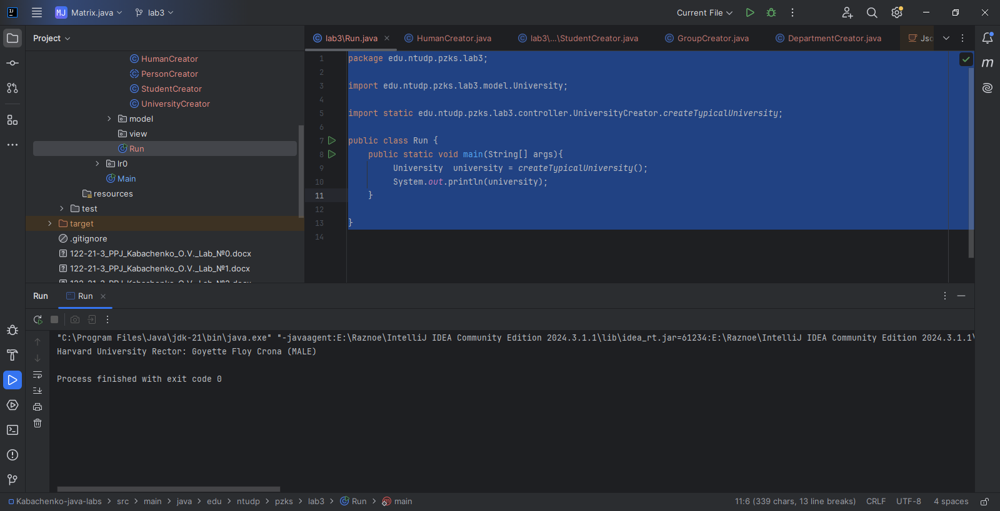 MJ Matrix.java lab3 Current File
Project
HumanCreator
PersonCreator
StudentCreator
UniversityCreator
model
view
Run
lr0
Main
resources
test
target
.gitignore
122-21-3_PPJ_Kabachenko_O.V._Lab_№0.docx
122-21-3_PPJ_Kabachenko_O.V._Lab_№1.docx
lab3\Run.java HumanCreator.java lab3\...\StudentCreator.java GroupCreator.java DepartmentCreator.java
1 package edu.ntudp.pzks.lab3;
2
3 import edu.ntudp.pzks.lab3.model.University;
4
5 import static edu.ntudp.pzks.lab3.controller.UniversityCreator.createTypicalUniversity;
6
7 public class Run {
8 public static void main(String[] args){
9 University university = createTypicalUniversity();
10 System.out.println(university);
11 }
12
13 }
14
Run Run
"C:\Program Files\Java\jdk-21\bin\java.exe" "-javaagent:E:\Raznoe\IntelliJ IDEA Community Edition 2024.3.1.1\lib\idea_rt.jar=61234:E:\Raznoe\IntelliJ IDEA Community Edition 2024.3.1.1\
Harvard University Rector: Goyette Floy Crona (MALE)
Process finished with exit code 0
Kabachenko-java-labs src main java edu ntudp pzks lab3 Run main 11:6 (339 chars, 13 line breaks) CRLF UTF-8 4 spaces